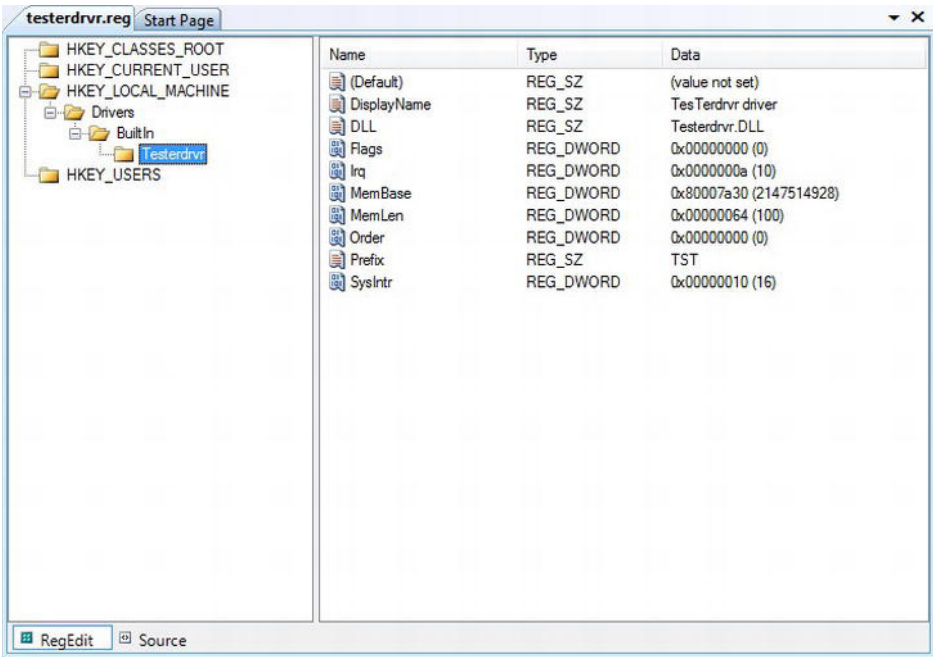 testerdrvr.reg Start Page
HKEY_CLASSES_ROOT
HKEY_CURRENT_USER
HKEY_LOCAL_MACHINE
Drivers
BuiltIn
Testerdrvr
HKEY_USERS
Name Type Data
(Default) REG_SZ (value not set)
DisplayName REG_SZ TesTerdrvr driver
DLL REG_SZ Testerdrvr.DLL
Flags REG_DWORD 0x00000000 (0)
Irq REG_DWORD 0x0000000a (10)
MemBase REG_DWORD 0x80007a30 (2147514928)
MemLen REG_DWORD 0x00000064 (100)
Order REG_DWORD 0x00000000 (0)
Prefix REG_SZ TST
SysIntr REG_DWORD 0x00000010 (16)
RegEdit Source